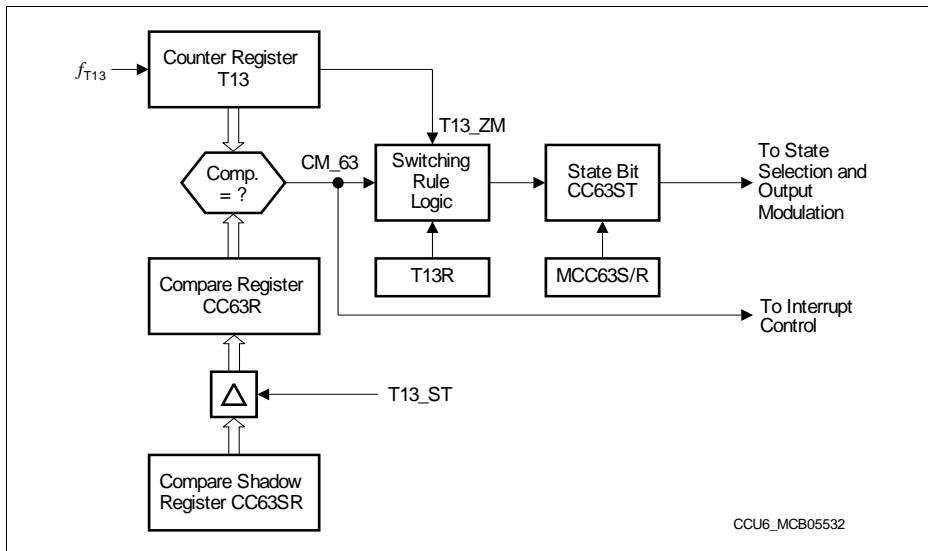 Counter Register
T13
fT13
T13_ZM
CM_63
Comp.
= ?
Switching
Rule
Logic
State Bit
CC63ST
To State
Selection and
Output
Modulation
Compare Register
CC63R
T13R
MCC63S/R
To Interrupt
Control
T13_ST
Compare Shadow
Register CC63SR
CCU6_MCB05532